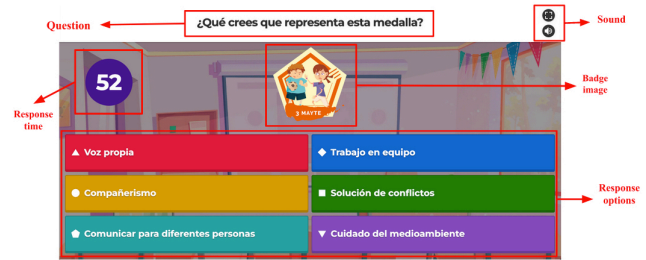 Question
¿Qué crees que representa esta medalla?
Sound
52
Badge
image
3 MAYTE
Response
time
Voz propia
Trabajo en equipo
Compañerismo
Solución de conflictos
Response
options
Comunicar para diferentes personas
Cuidado del medioambiente